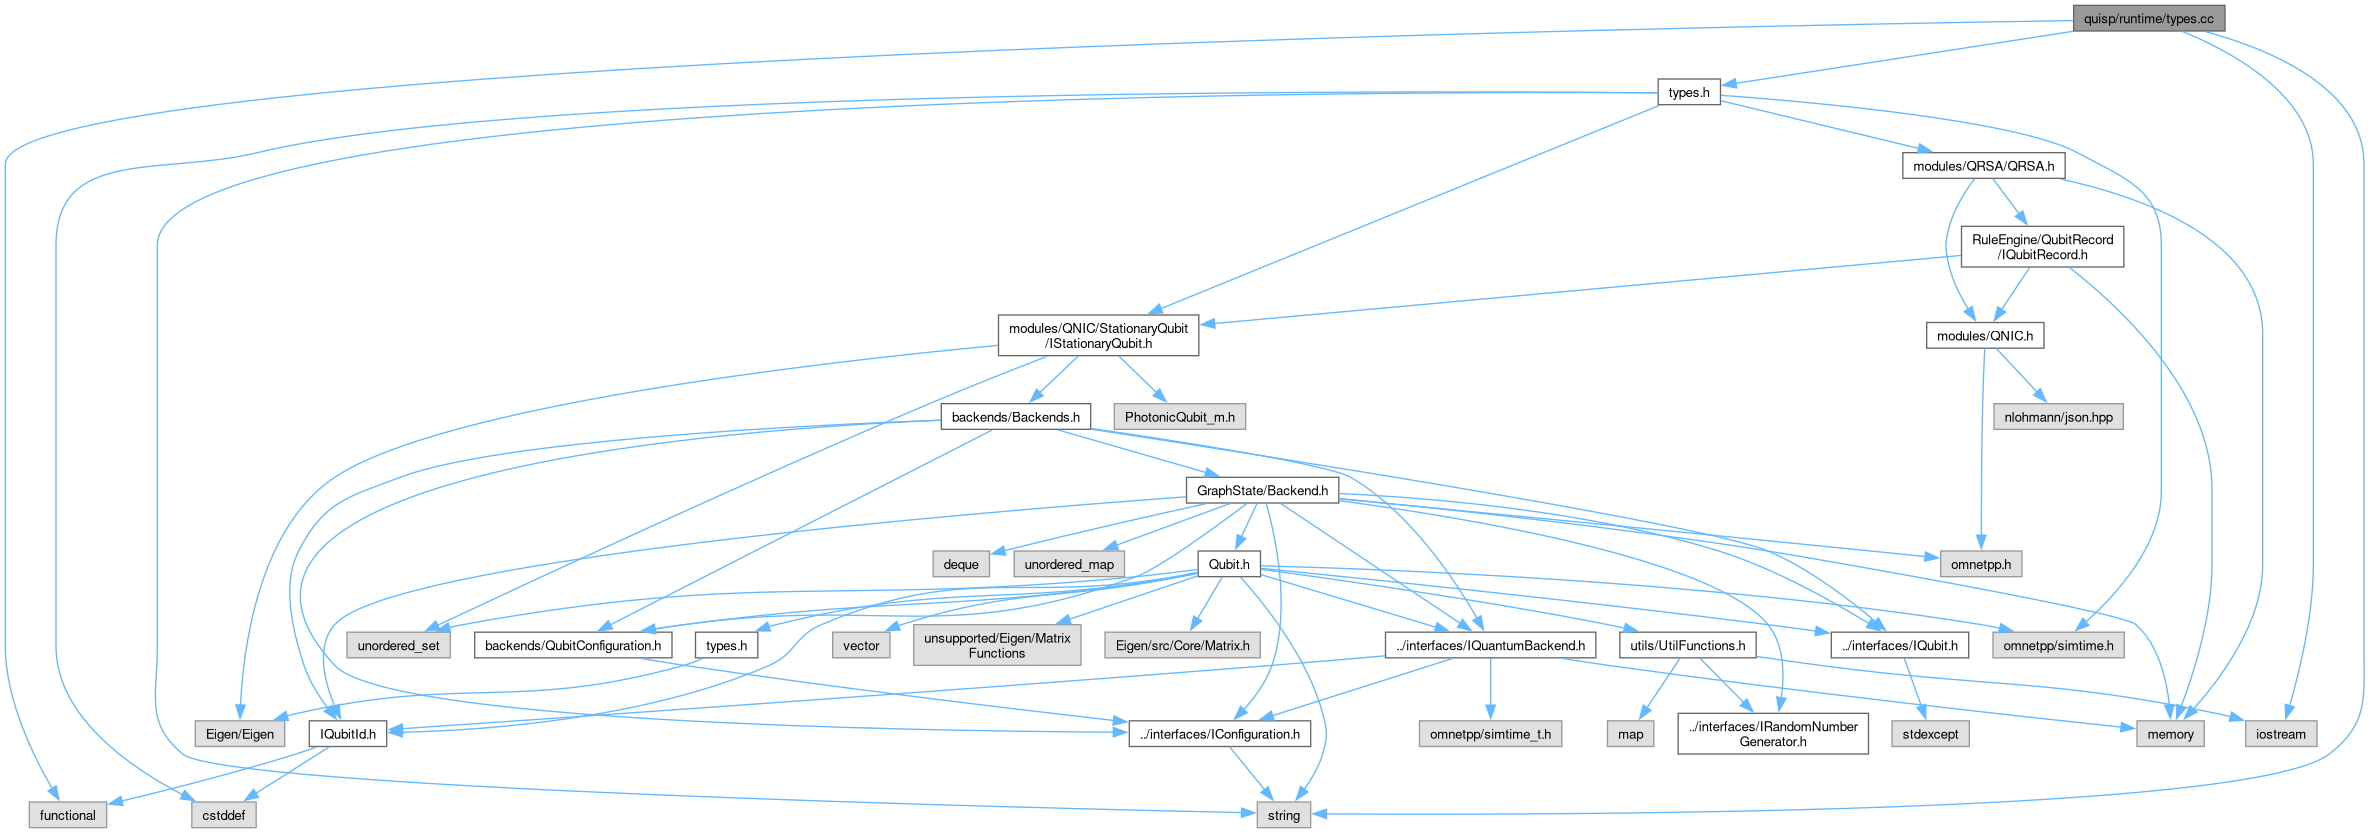 quisp/runtime/types.cc
types.h
modules/QRSA/QRSA.h
RuleEngine/QubitRecord
/IQubitRecord.h
modules/QNIC/StationaryQubit
/IStationaryQubit.h
modules/QNIC.h
backends/Backends.h
PhotonicQubit_m.h
nlohmann/json.hpp
GraphState/Backend.h
deque
unordered_map
Qubit.h
omnetpp.h
unordered_set
backends/QubitConfiguration.h
types.h
vector
unsupported/Eigen/Matrix
Functions
Eigen/src/Core/Matrix.h
../interfaces/IQuantumBackend.h
utils/UtilFunctions.h
../interfaces/IQubit.h
omnetpp/simtime.h
Eigen/Eigen
IQubitId.h
../interfaces/IConfiguration.h
omnetpp/simtime_t.h
map
../interfaces/IRandomNumber
Generator.h
stdexcept
memory
iostream
functional
cstddef
string